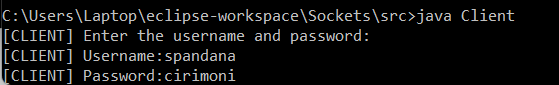 C:\Users\Laptop\eclipse-workspace\Sockets\src>java Client
[CLIENT] Enter the username and password:
[CLIENT] Username:spandana
[CLIENT] Password:cirimoni